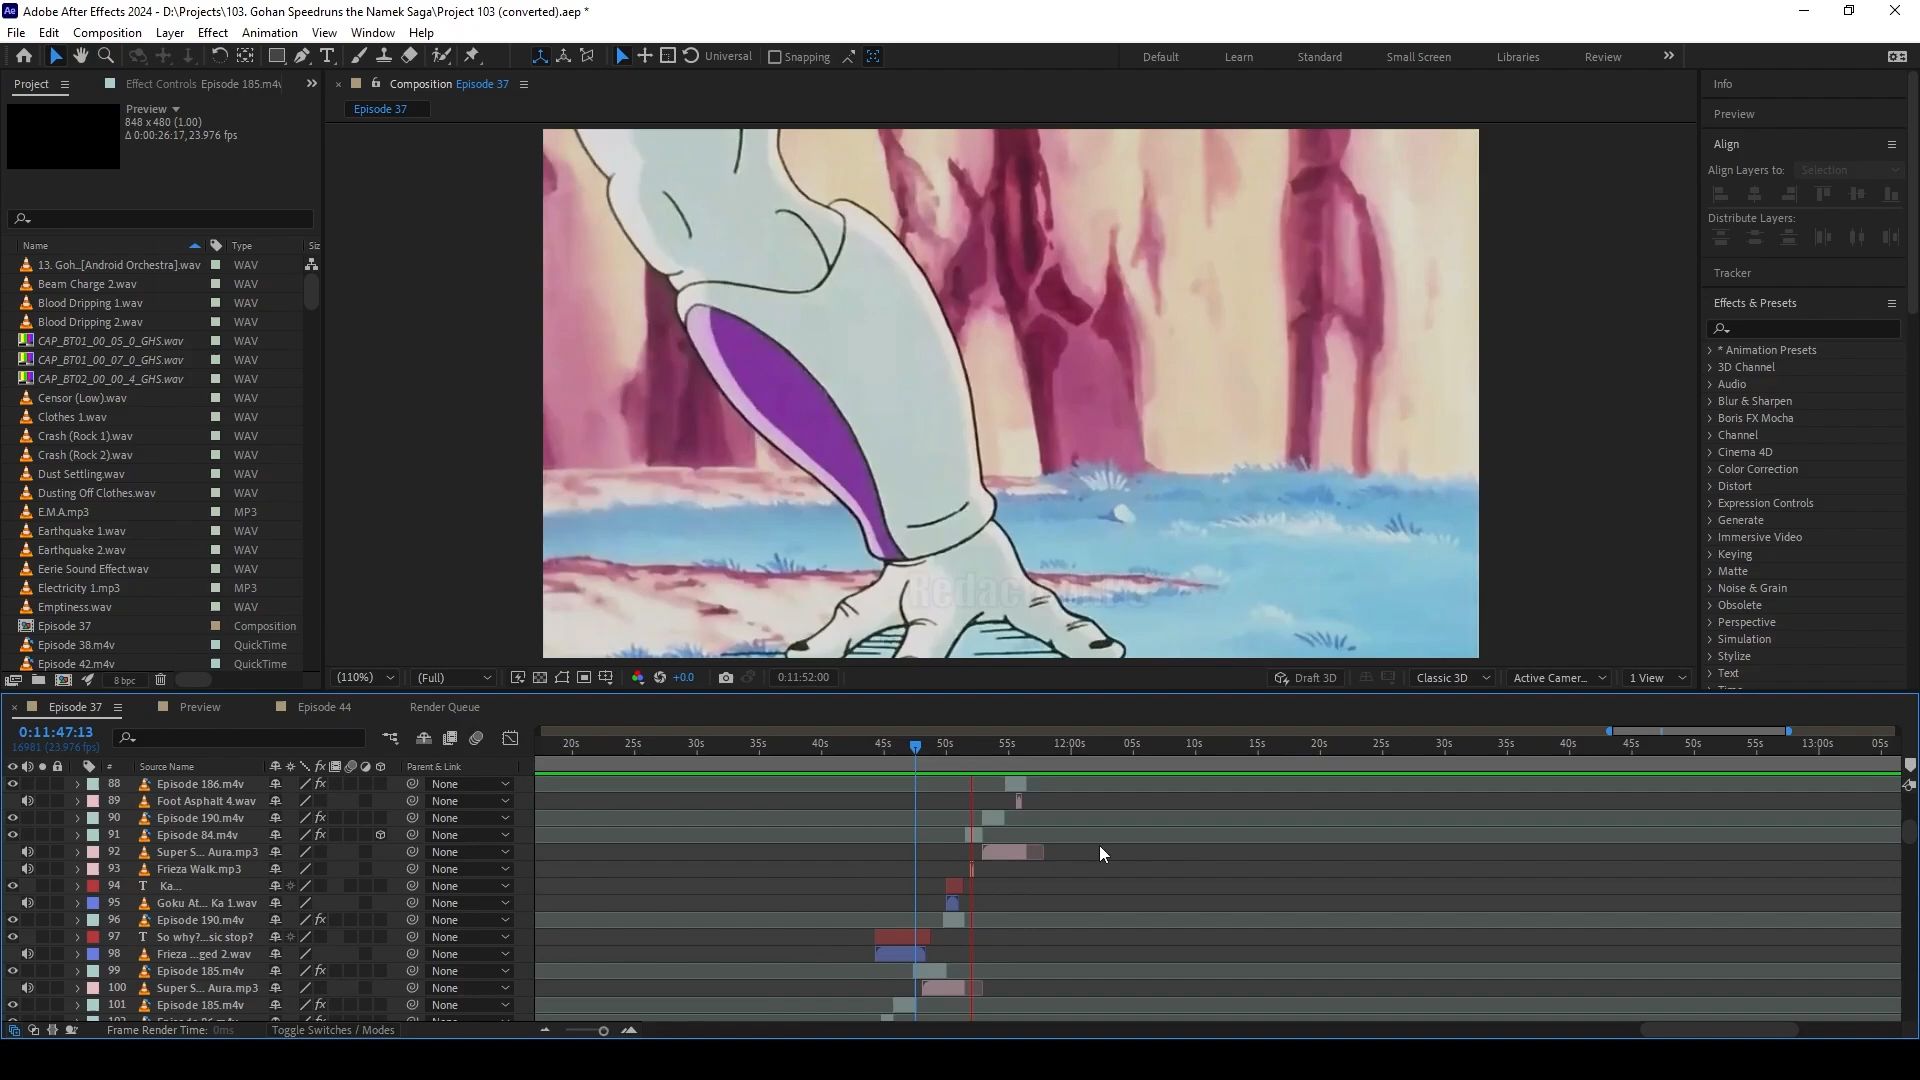 Adobe After Effects 2024 - D:\Projects\103. Gohan Speedruns the Namek Saga\Project 103 (converted).aep *
File Edit Composition Layer Effect Animation View Window Help
Universal Snapping Default Learn Standard Small Screen Libraries Review
Project Effect Controls Episode 185.m4v
Preview
848 x 480 (1.00)
Δ 0:00:26:17, 23.976 fps
Name Type Siz
13. Goh...[Android Orchestra].wav WAV
Beam Charge 2.wav WAV
Blood Dripping 1.wav WAV
Blood Dripping 2.wav WAV
CAP_BT01_00_05_0_GHS.wav WAV
CAP_BT01_00_07_0_GHS.wav WAV
CAP_BT02_00_00_4_GHS.wav WAV
Censor (Low).wav WAV
Clothes 1.wav WAV
Crash (Rock 1).wav WAV
Crash (Rock 2).wav WAV
Dust Settling.wav WAV
Dusting Off Clothes.wav WAV
E.M.A.mp3 MP3
Earthquake 1.wav WAV
Earthquake 2.wav WAV
Eerie Sound Effect.wav WAV
Electricity 1.mp3 MP3
Emptiness.wav WAV
Episode 37 Composition
Episode 38.m4v QuickTime
Episode 42.m4v QuickTime
8 bpc
Composition Episode 37
Episode 37
(110%) (Full) +0.0 0:11:52:00 Draft 3D Classic 3D Active Camer... 1 View
Info
Preview
Align
Align Layers to: Selection
Distribute Layers:
Tracker
Effects & Presets
* Animation Presets
3D Channel
Audio
Blur & Sharpen
Boris FX Mocha
Channel
Cinema 4D
Color Correction
Distort
Expression Controls
Generate
Immersive Video
Keying
Matte
Noise & Grain
Obsolete
Perspective
Simulation
Stylize
Text
Episode 37 Preview Episode 44 Render Queue
0:11:47:13
16981 (23.976 fps)
20s 25s 30s 35s 40s 45s 50s 55s 12:00s 05s 10s 15s 20s 25s 30s 35s 40s 45s 50s 55s 13:00s 05s
# Source Name Parent & Link
88 Episode 186.m4v None
89 Foot Asphalt 4.wav None
90 Episode 190.m4v None
91 Episode 84.m4v None
92 Super S... Aura.mp3 None
93 Frieza Walk.mp3 None
94 T Ka... None
95 Goku At... Ka 1.wav None
96 Episode 190.m4v None
97 T So why?...sic stop? None
98 Frieza ...ged 2.wav None
99 Episode 185.m4v None
100 Super S... Aura.mp3 None
101 Episode 185.m4v None
Frame Render Time: 0ms Toggle Switches / Modes